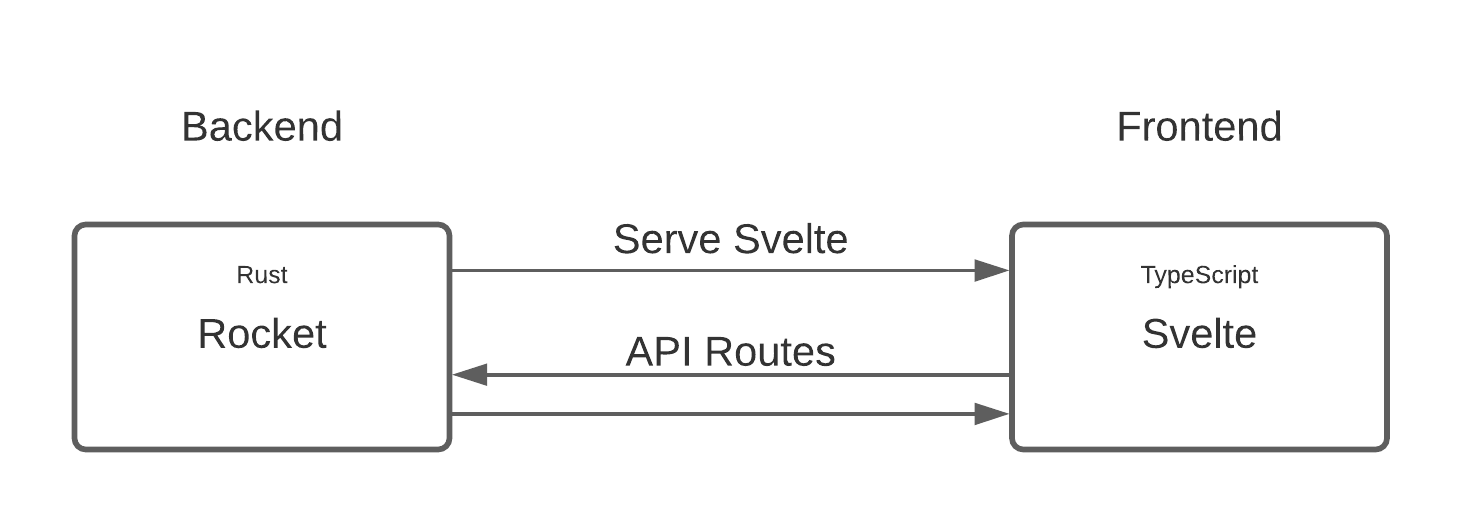 Backend
Frontend
Serve Svelte
Rust
TypeScript
Rocket
Svelte
API Routes